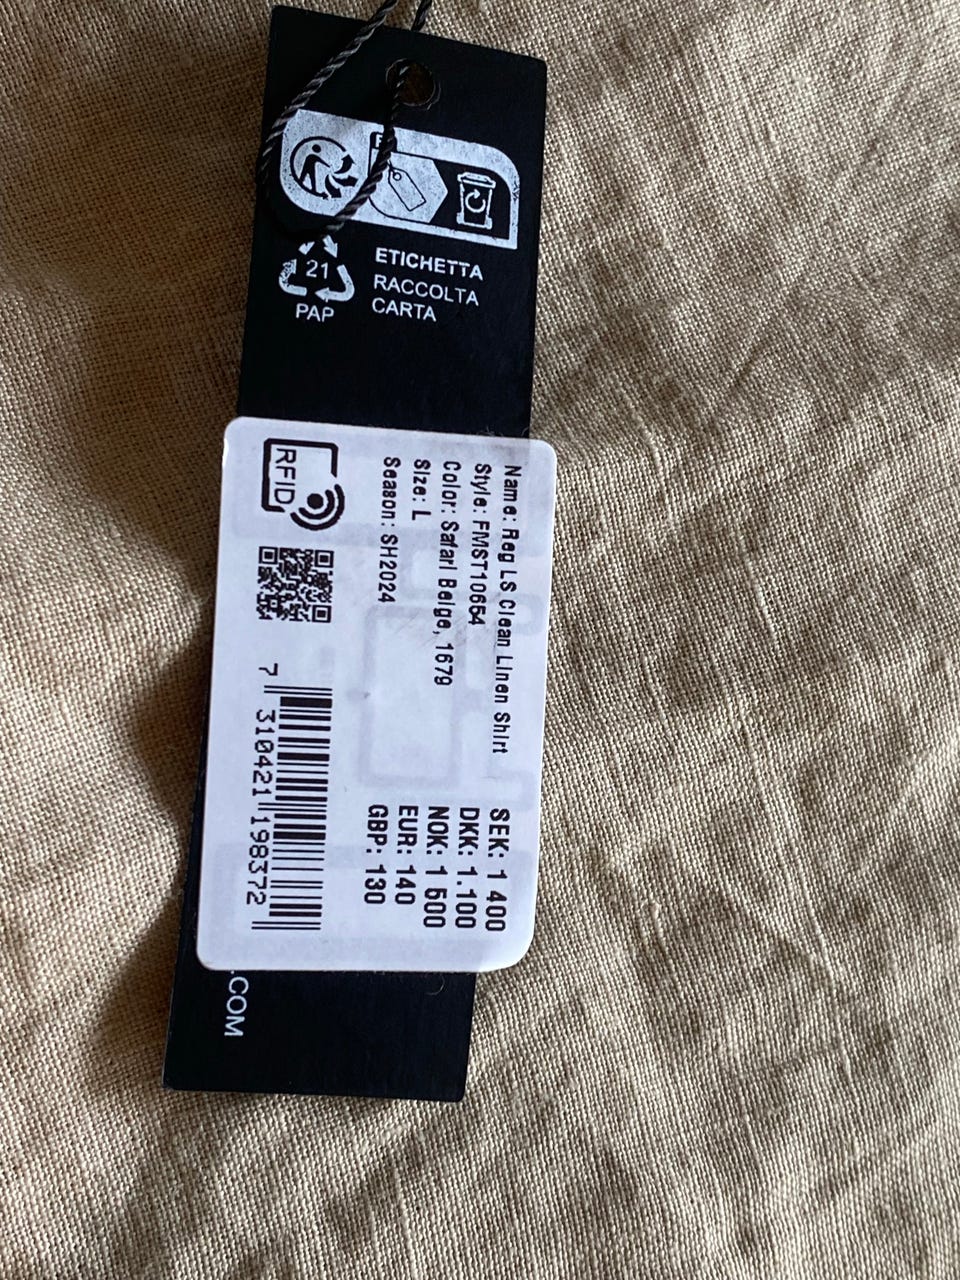 ETICHETTA
RACCOLTA
CARTA
21
PAP
RFID
Name: Reg LS Clean Linen Shirt
Style: FMST10654
Color: Safari Beige, 1679
Size: L
Season: SH2024
SEK: 1 400
DKK: 1.100
NOK: 1 500
EUR: 140
GBP: 130
7 310421 198372
.COM